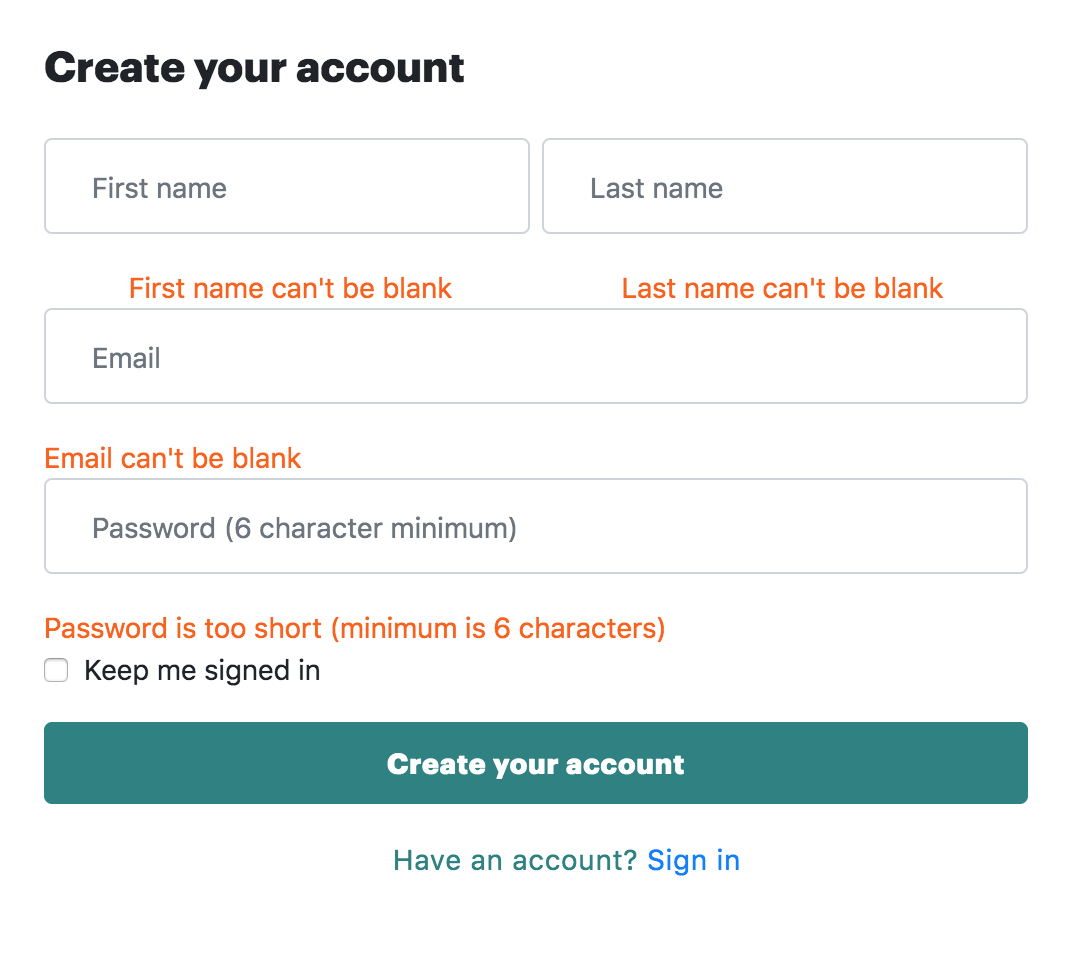 Create your account
First name
Last name
First name can't be blank
Last name can't be blank
Email
Email can't be blank
Password (6 character minimum)
Password is too short (minimum is 6 characters)
Keep me signed in
Create your account
Have an account? Sign in